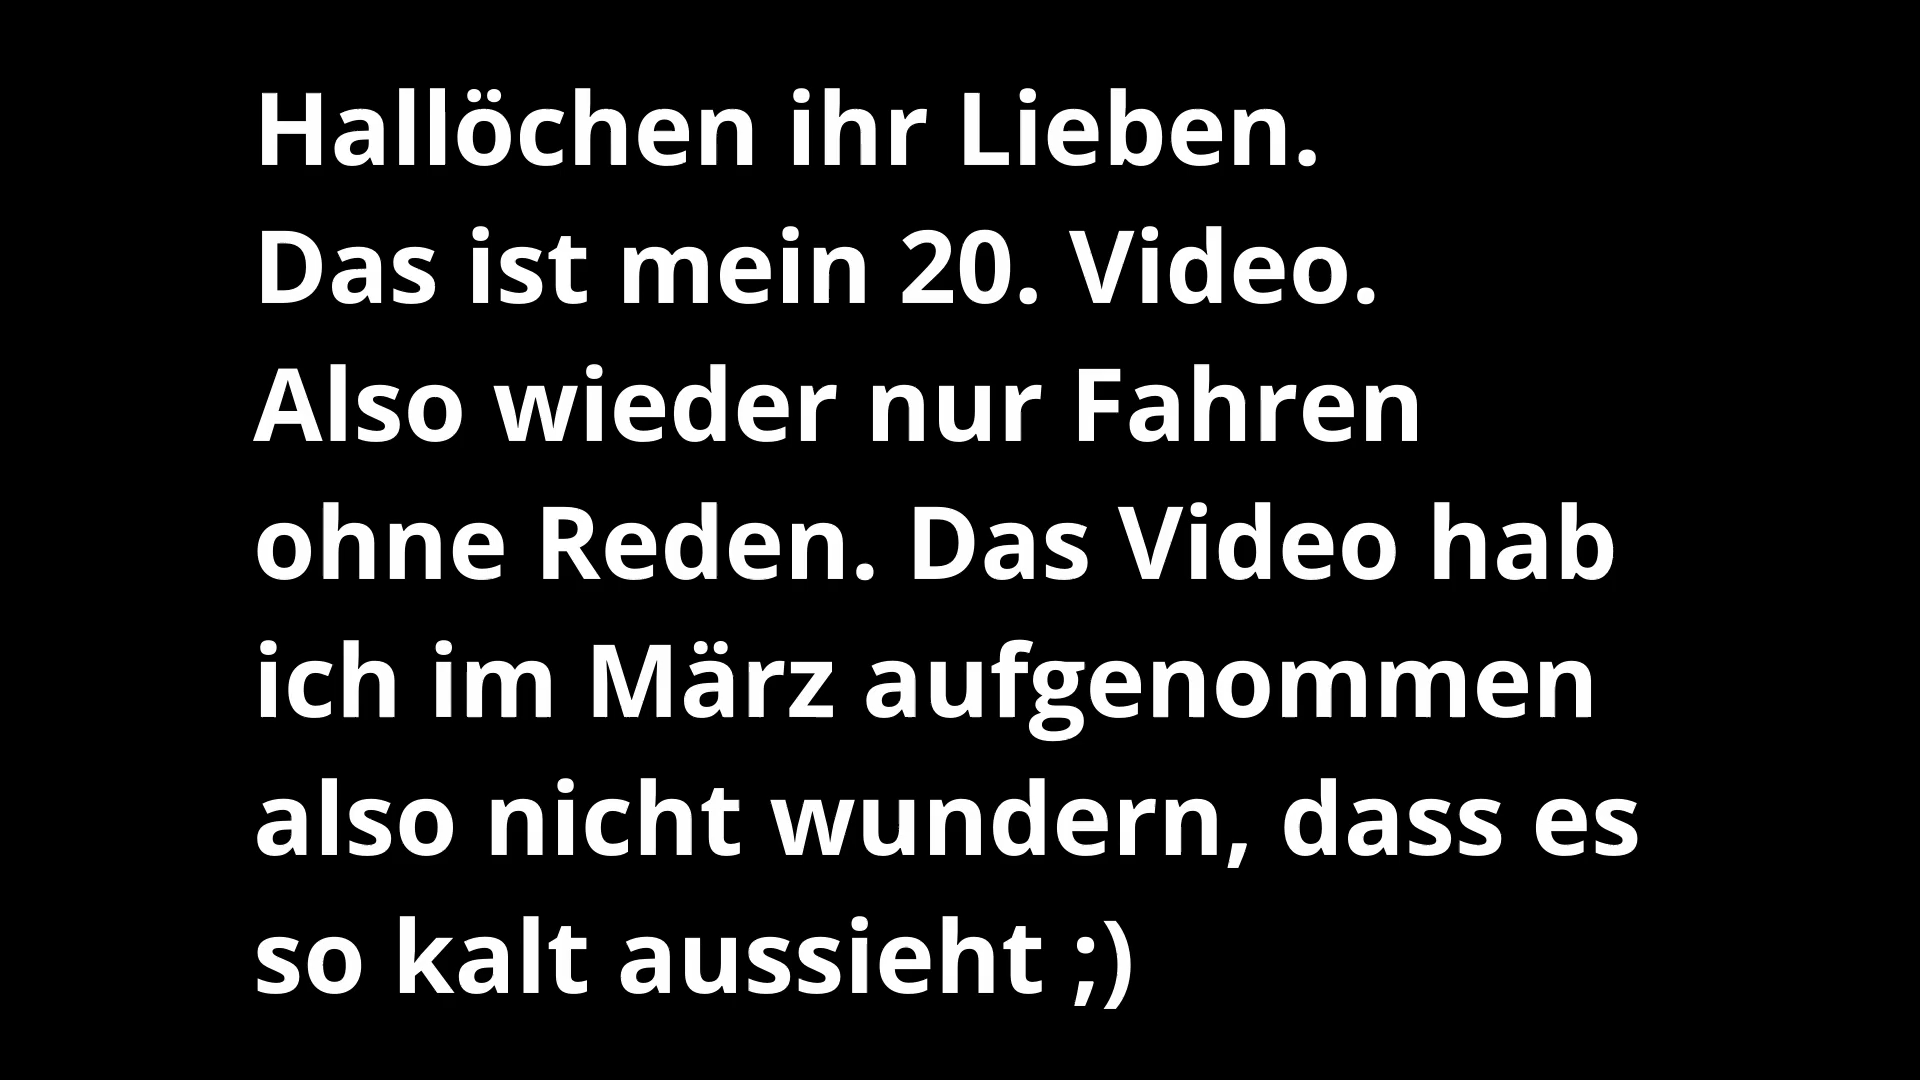 Hallöchen ihr Lieben.
Das ist mein 20. Video.
Also wieder nur Fahren
ohne Reden. Das Video hab
ich im März aufgenommen
also nicht wundern, dass es
so kalt aussieht ;)